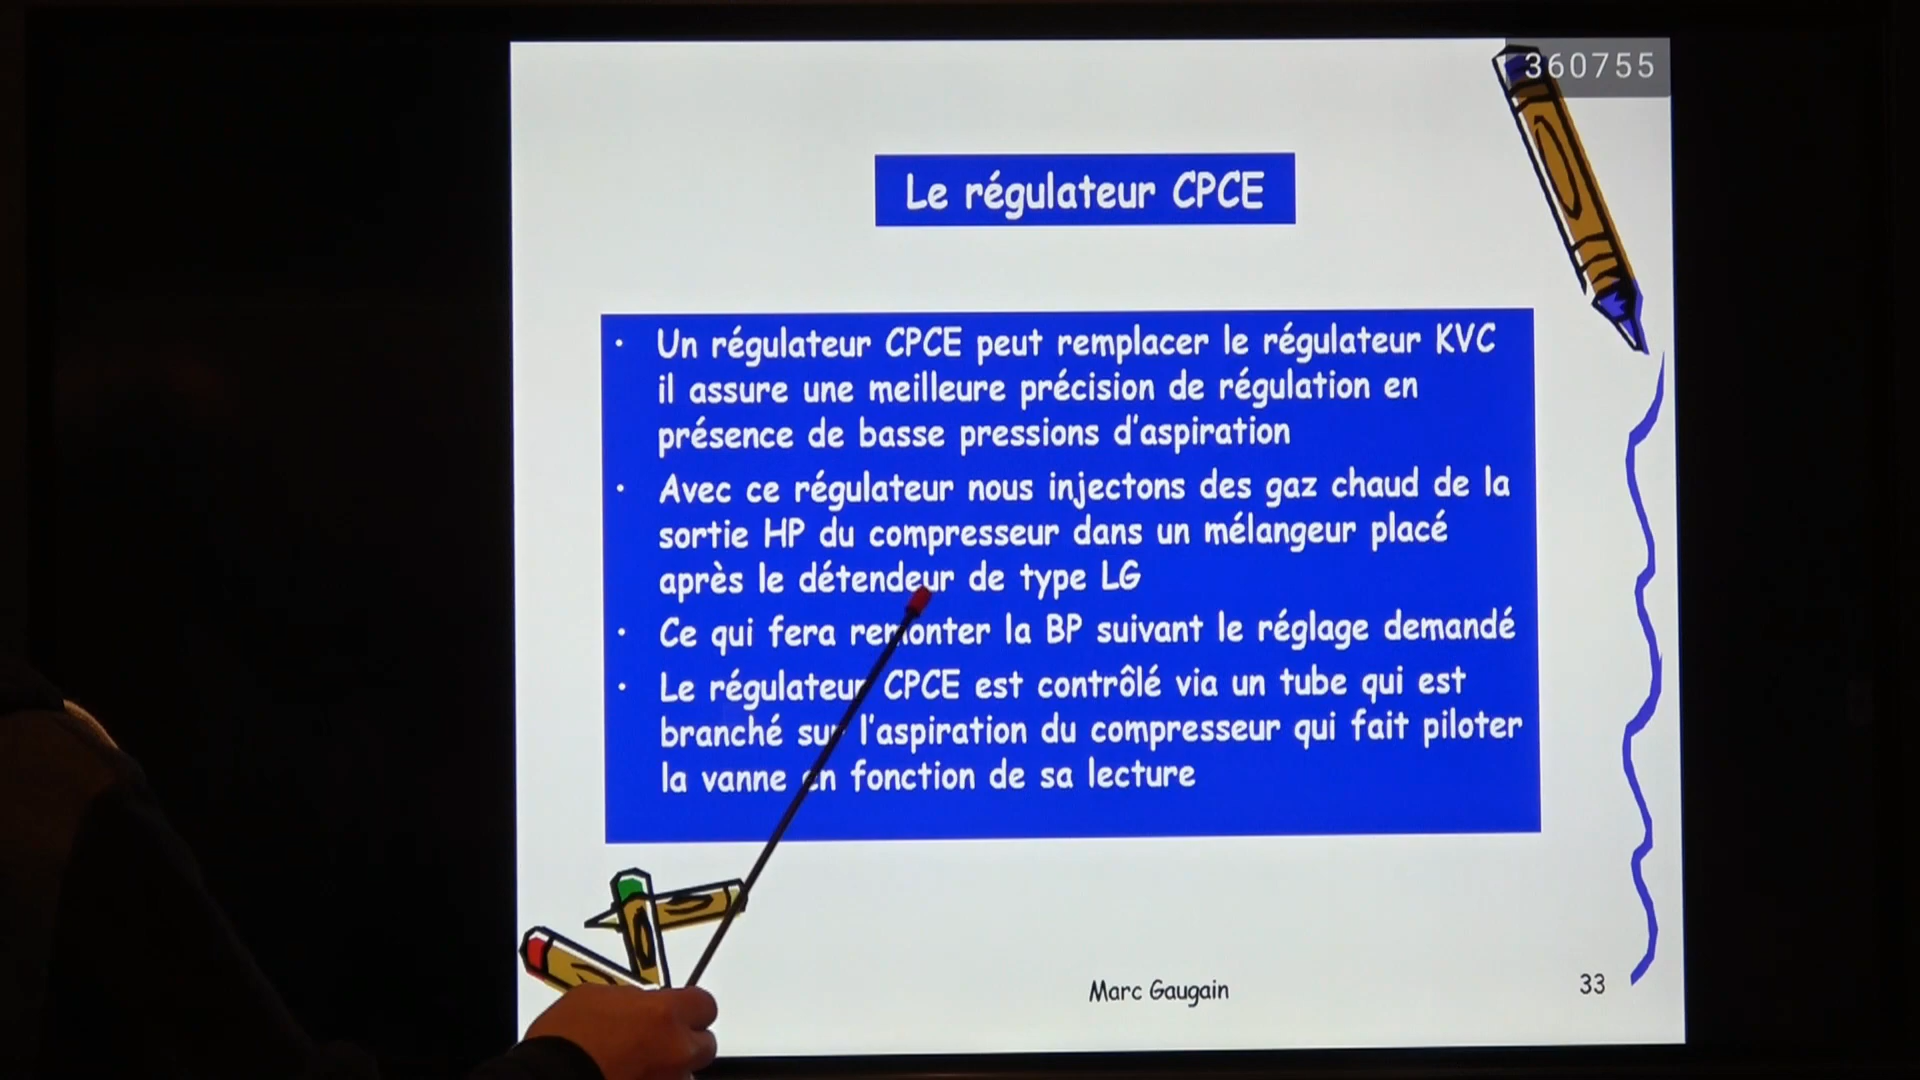 360755
Le régulateur CPCE
• Un régulateur CPCE peut remplacer le régulateur KVC
il assure une meilleure précision de régulation en
présence de basse pressions d'aspiration
• Avec ce régulateur nous injectons des gaz chaud de la
sortie HP du compresseur dans un mélangeur placé
après le détendeur de type LG
• Ce qui fera remonter la BP suivant le réglage demandé
• Le régulateur CPCE est contrôlé via un tube qui est
branché sur l'aspiration du compresseur qui fait piloter
la vanne en fonction de sa lecture
Marc Gaugain
33